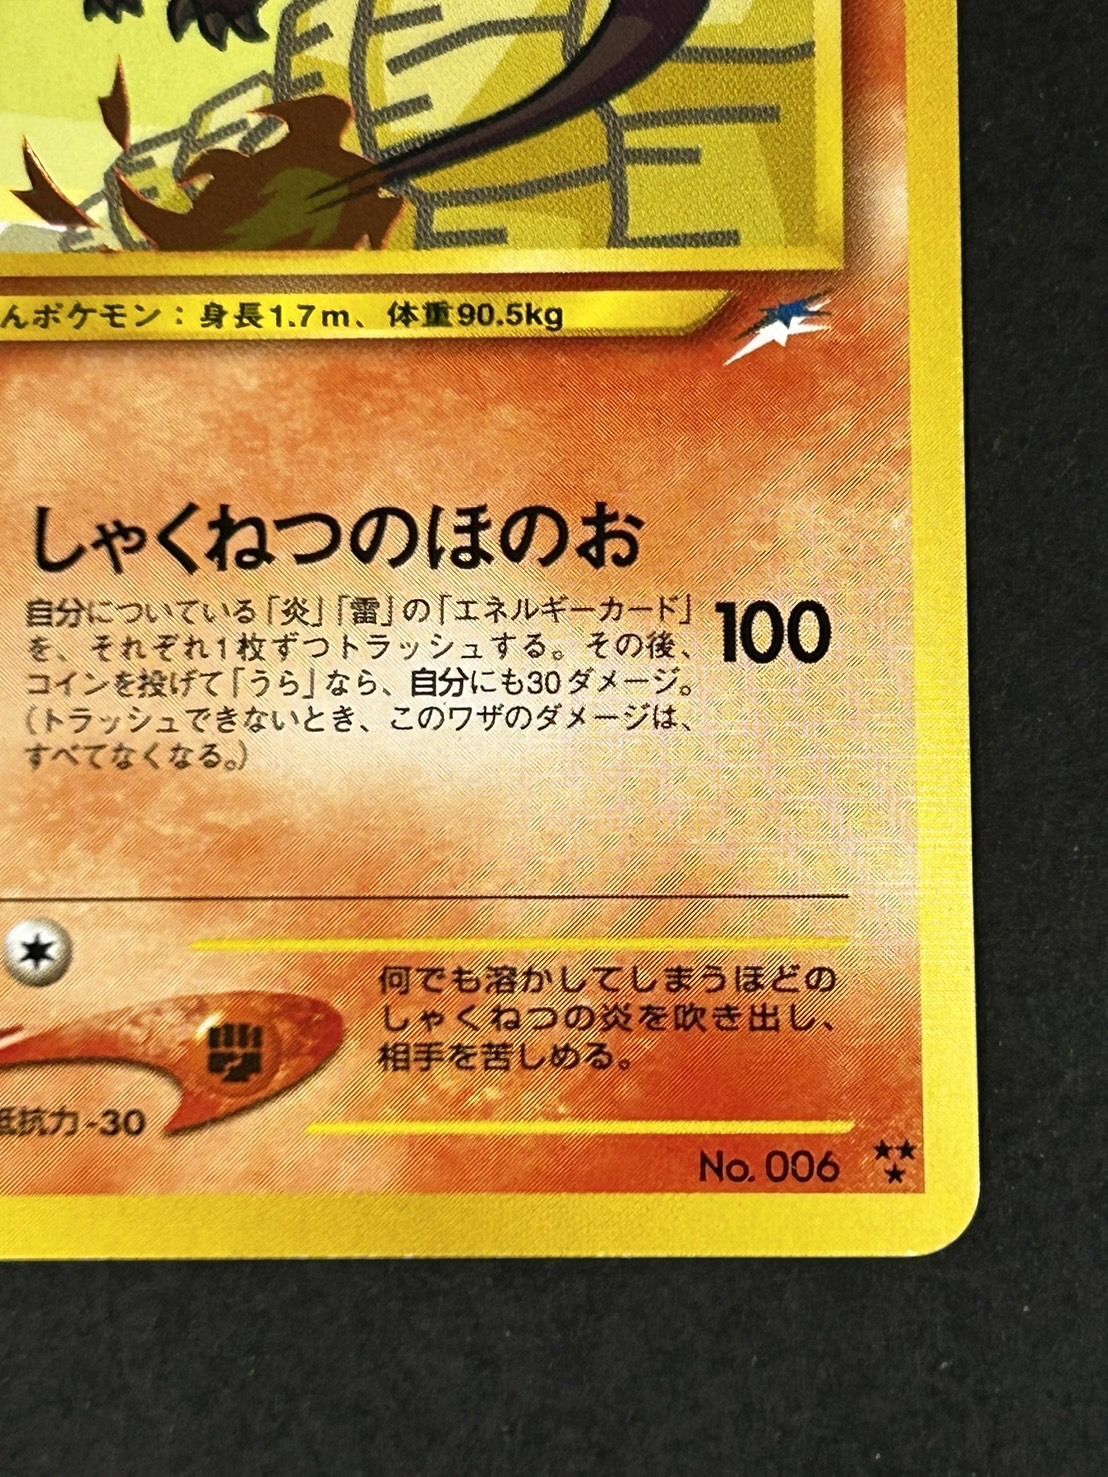 んポケモン：身長1.7m、体重90.5kg
しゃくねつのほのお
自分についている「炎」「雷」の「エネルギーカード」
を、それぞれ1枚ずつトラッシュする。その後、
コインを投げて「うら」なら、自分にも30ダメージ。
（トラッシュできないとき、このワザのダメージは、
すべてなくなる。）
100
何でも溶かしてしまうほどの
しゃくねつの炎を吹き出し、
相手を苦しめる。
抵抗力-30
No. 006